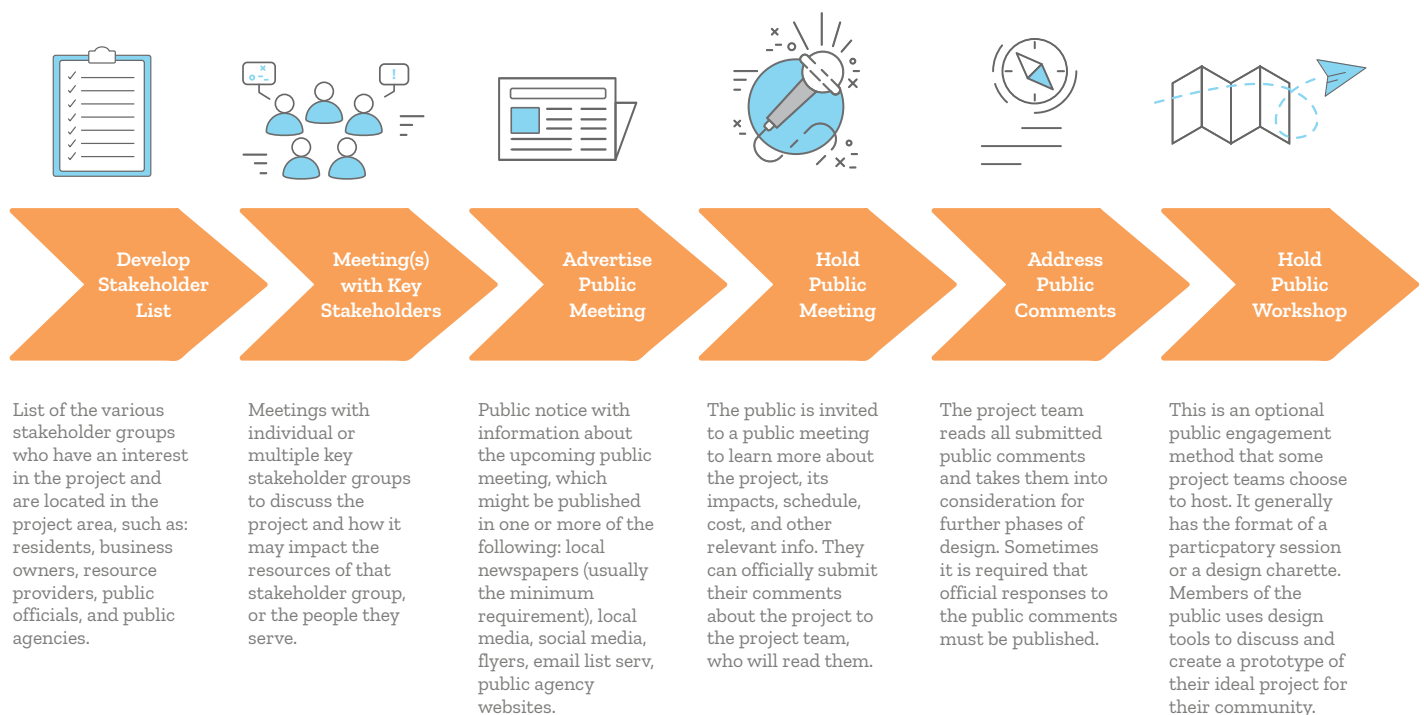 Develop
Stakeholder
List
Meeting(s)
with Key
Stakeholders
Advertise
Public
Meeting
Hold
Public
Meeting
Address
Public
Comments
Hold
Public
Workshop
List of the various
stakeholder groups
who have an interest
in the project and
are located in the
project area, such as:
residents, business
owners, resource
providers, public
officials, and public
agencies.
Meetings with
individual or
multiple key
stakeholder groups
to discuss the
project and how it
may impact the
resources of that
stakeholder group,
or the people they
serve.
Public notice with
information about
the upcoming public
meeting, which
might be published
in one or more of the
following: local
newspapers (usually
the minimum
requirement), local
media, social media,
flyers, email list serv,
public agency
websites.
The public is invited
to a public meeting
to learn more about
the project, its
impacts, schedule,
cost, and other
relevant info. They
can officially submit
their comments
about the project to
the project team,
who will read them.
The project team
reads all submitted
public comments
and takes them into
consideration for
further phases of
design. Sometimes
it is required that
official responses to
the public comments
must be published.
This is an optional
public engagement
method that some
project teams choose
to host. It generally
has the format of a
particpatory session
or a design charette.
Members of the
public uses design
tools to discuss and
create a prototype of
their ideal project for
their community.